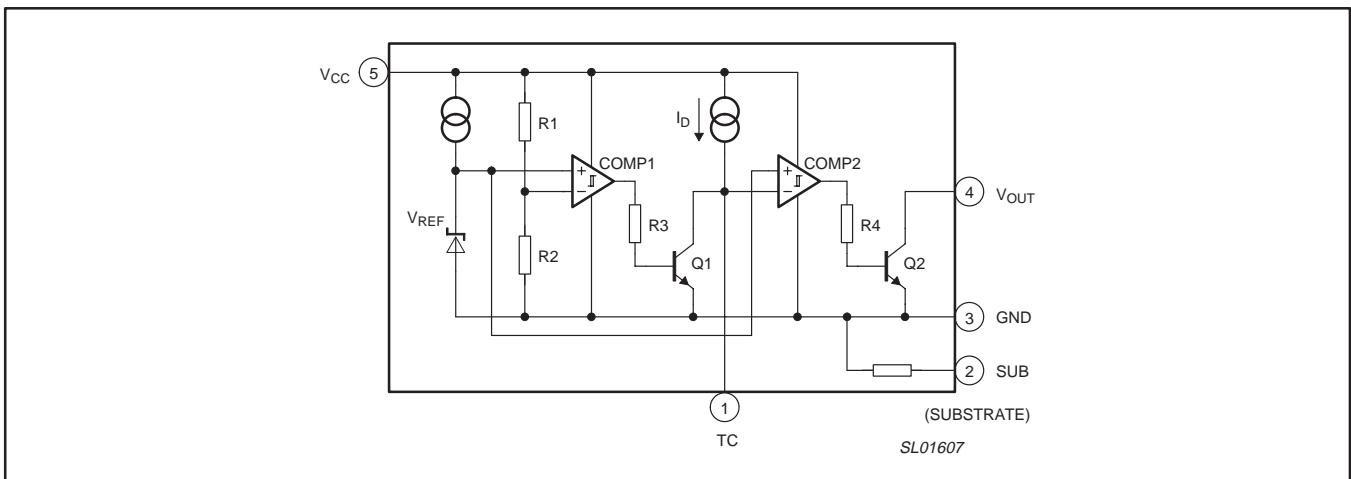 VCC 5
R1
ID
COMP1
COMP2
+
−
+
−
4 VOUT
VREF
R3
R4
R2
Q1
Q2
3 GND
2 SUB
1
(SUBSTRATE)
TC
SL01607